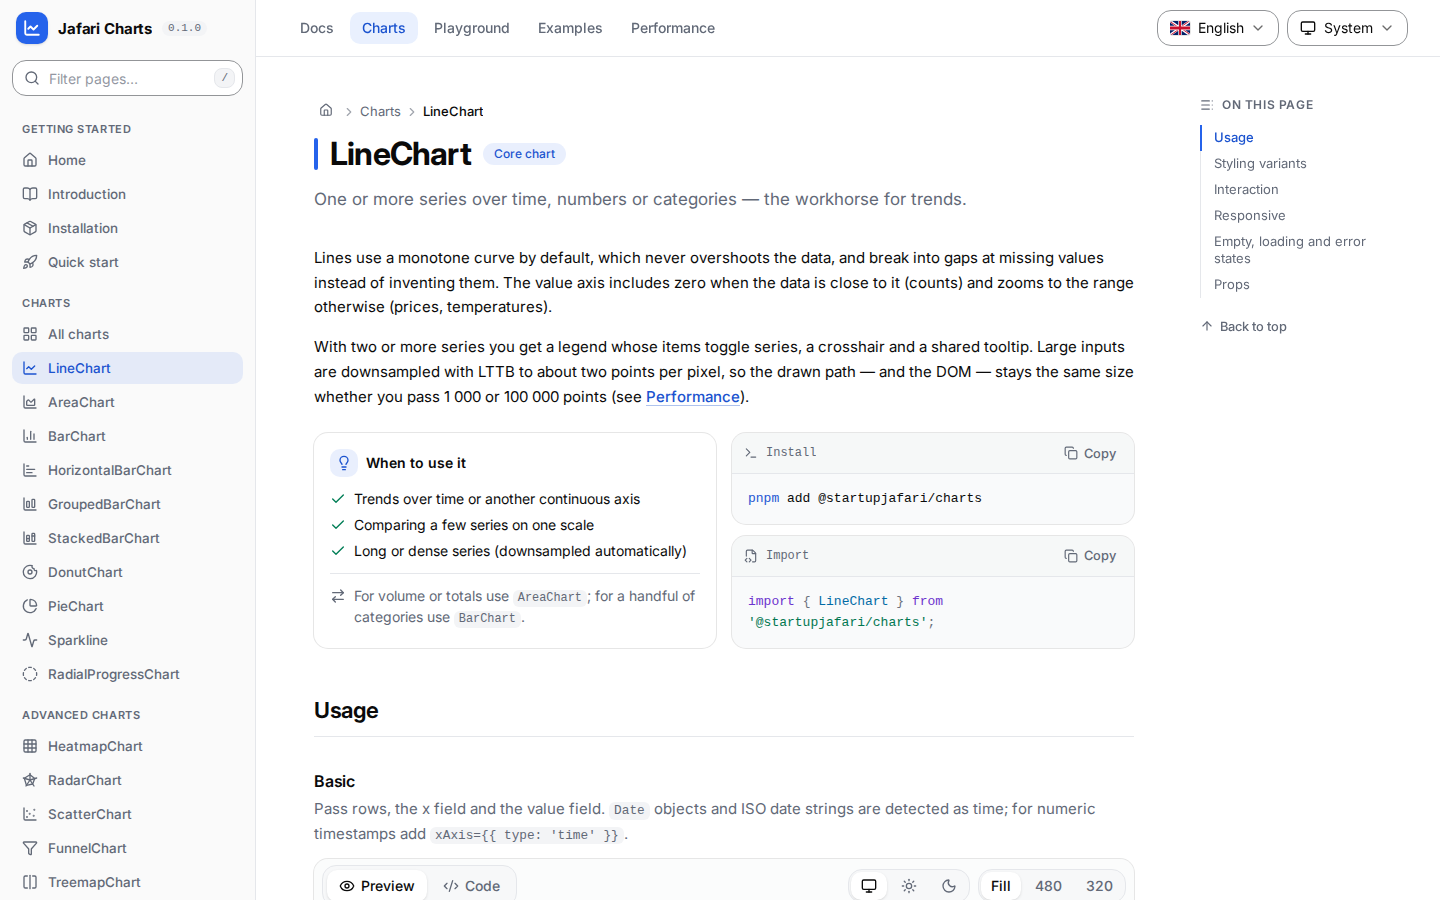 Jafari Charts 0.1.0
Docs Charts Playground Examples Performance
English System
Filter pages... /
GETTING STARTED
Home
Introduction
Installation
Quick start
CHARTS
All charts
LineChart
AreaChart
BarChart
HorizontalBarChart
GroupedBarChart
StackedBarChart
DonutChart
PieChart
Sparkline
RadialProgressChart
ADVANCED CHARTS
HeatmapChart
RadarChart
ScatterChart
FunnelChart
TreemapChart
Charts LineChart
LineChart Core chart
One or more series over time, numbers or categories — the workhorse for trends.
Lines use a monotone curve by default, which never overshoots the data, and break into gaps at missing values
instead of inventing them. The value axis includes zero when the data is close to it (counts) and zooms to the range
otherwise (prices, temperatures).
With two or more series you get a legend whose items toggle series, a crosshair and a shared tooltip. Large inputs
are downsampled with LTTB to about two points per pixel, so the drawn path — and the DOM — stays the same size
whether you pass 1 000 or 100 000 points (see Performance).
When to use it
Trends over time or another continuous axis
Comparing a few series on one scale
Long or dense series (downsampled automatically)
For volume or totals use AreaChart; for a handful of
categories use BarChart.
Install Copy
pnpm add @startupjafari/charts
Import Copy
import { LineChart } from
'@startupjafari/charts';
Usage
Basic
Pass rows, the x field and the value field. Date objects and ISO date strings are detected as time; for numeric
timestamps add xAxis={{ type: 'time' }}.
Preview Code Fill 480 320
ON THIS PAGE
Usage
Styling variants
Interaction
Responsive
Empty, loading and error
states
Props
Back to top